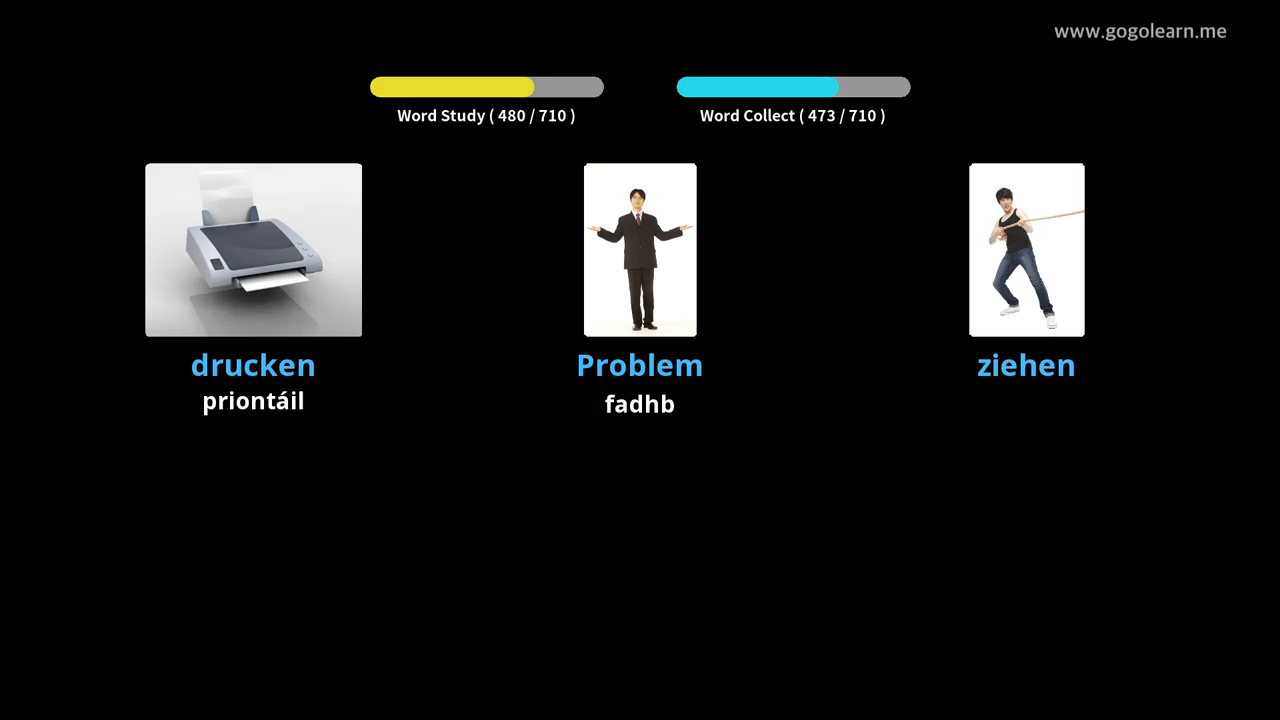 www.gogolearn.me
Word Study ( 480 / 710 )
Word Collect ( 473 / 710 )
drucken
priontáil
Problem
fadhb
ziehen